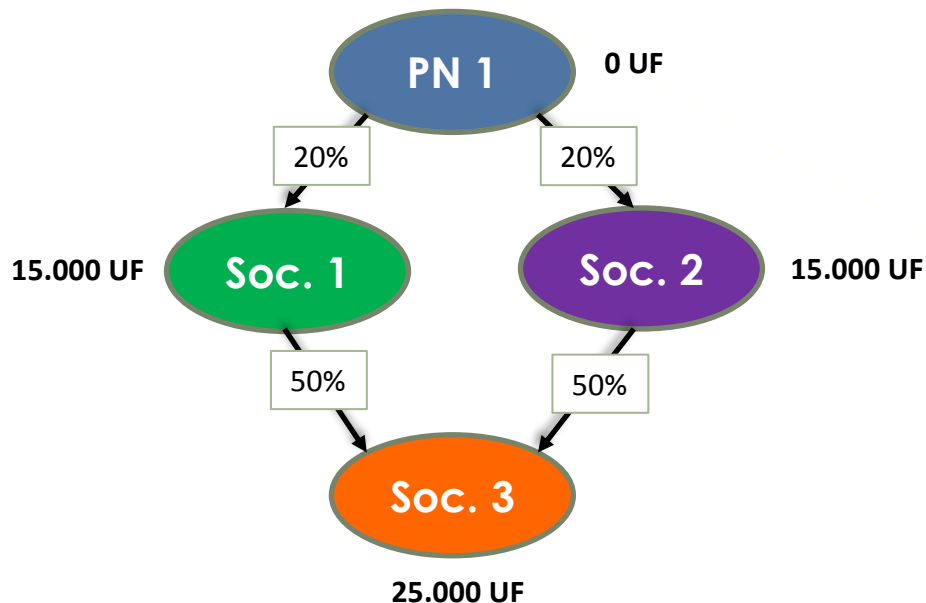 PN 1
0 UF
20%
20%
15.000 UF
Soc. 1
Soc. 2
15.000 UF
50%
50%
Soc. 3
25.000 UF